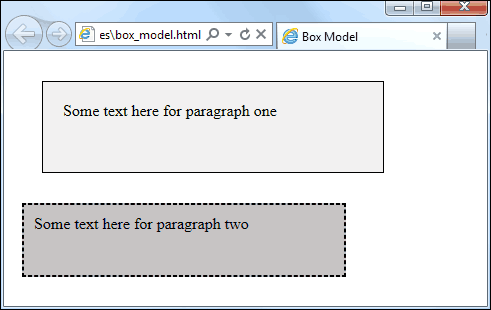 es\box_model.html
Box Model
Some text here for paragraph one
Some text here for paragraph two